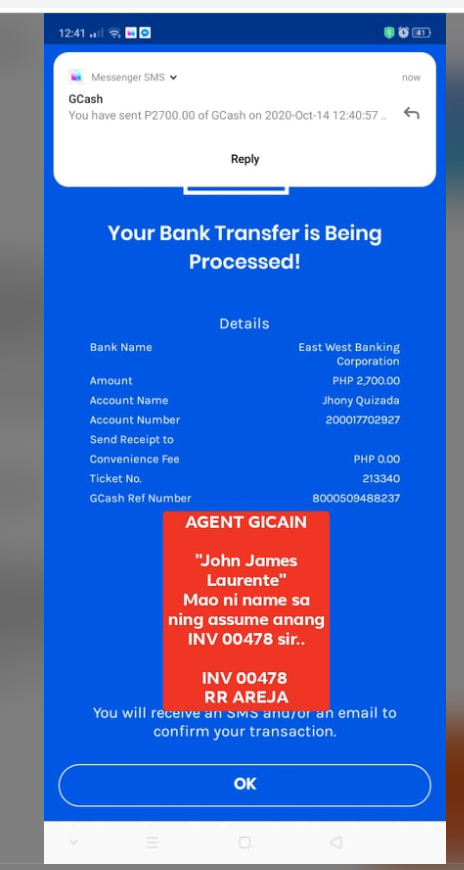 12:41
41
Messenger SMS
now
GCash
You have sent P2700.00 of GCash on 2020-Oct-14 12:40:57 ..
Reply
Your Bank Transfer is Being
Processed!
Details
Bank Name East West Banking
Corporation
Amount PHP 2,700.00
Account Name Jhony Quizada
Account Number 200017702927
Send Receipt to
Convenience Fee PHP 0.00
Ticket No. 213340
GCash Ref Number 8000509488237
AGENT GICAIN
"John James
Laurente"
Mao ni name sa
ning assume anang
INV 00478 sir..
INV 00478
RR AREJA
You will receive an SMS and/or an email to
confirm your transaction.
OK